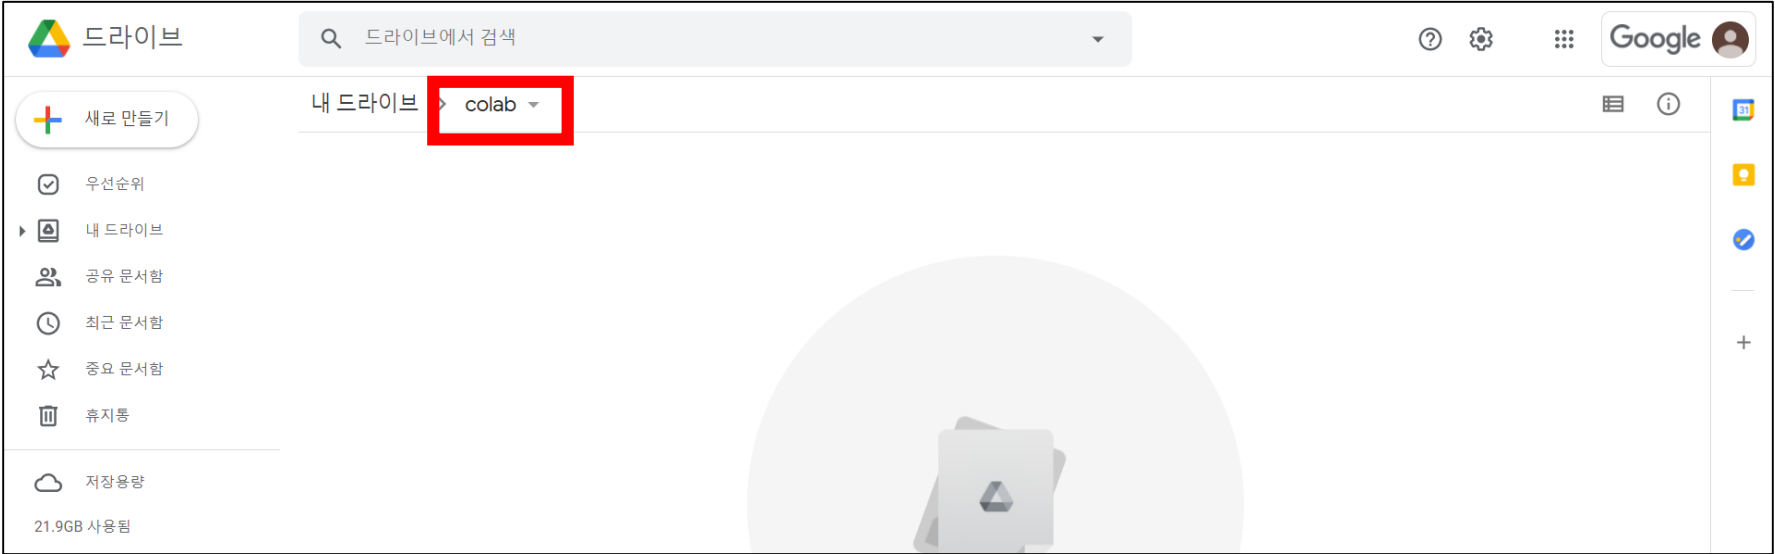 드라이브
드라이브에서 검색
Google
내 드라이브 > colab
새로 만들기
31
우선순위
내 드라이브
공유 문서함
최근 문서함
중요 문서함
휴지통
저장용량
21.9GB 사용됨